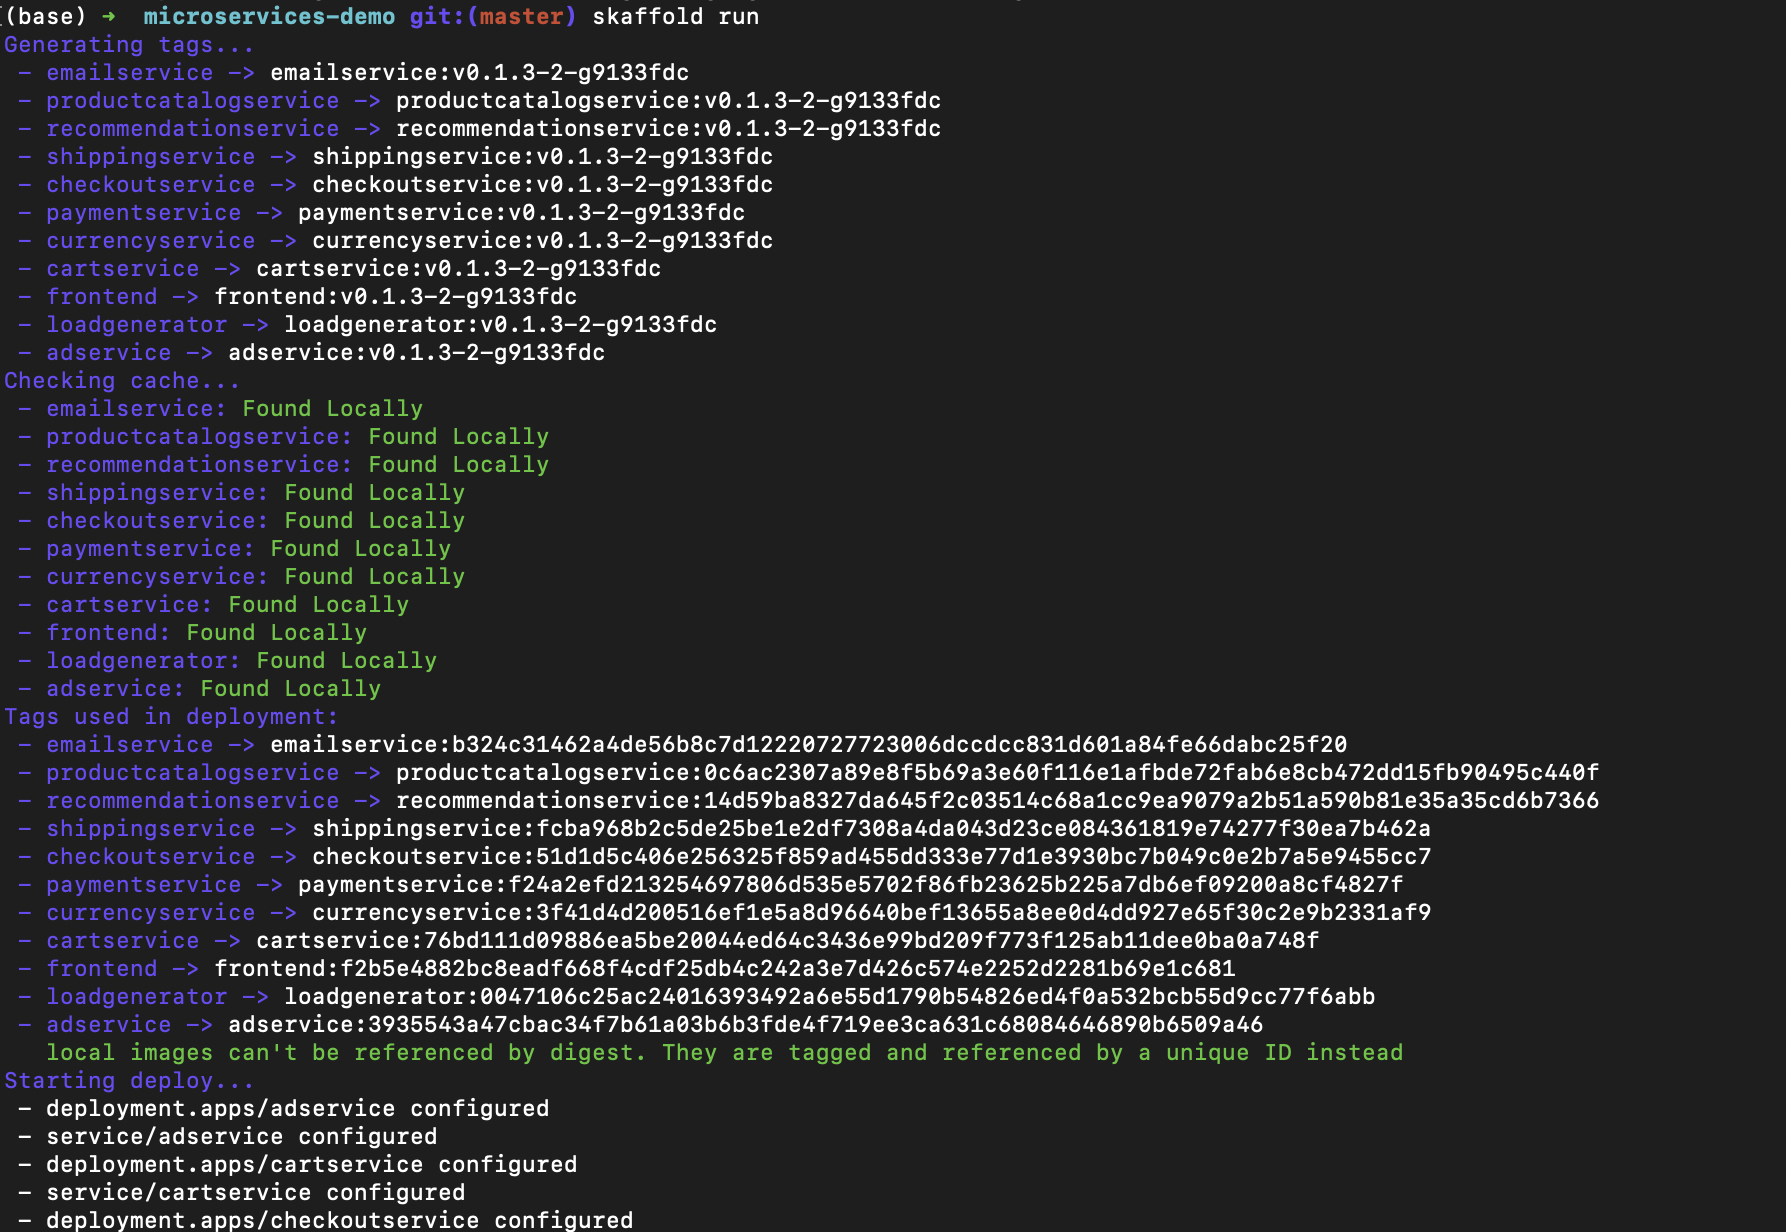 (base) ➜  microservices-demo git:(master) skaffold run
Generating tags...
 - emailservice -> emailservice:v0.1.3-2-g9133fdc
 - productcatalogservice -> productcatalogservice:v0.1.3-2-g9133fdc
 - recommendationservice -> recommendationservice:v0.1.3-2-g9133fdc
 - shippingservice -> shippingservice:v0.1.3-2-g9133fdc
 - checkoutservice -> checkoutservice:v0.1.3-2-g9133fdc
 - paymentservice -> paymentservice:v0.1.3-2-g9133fdc
 - currencyservice -> currencyservice:v0.1.3-2-g9133fdc
 - cartservice -> cartservice:v0.1.3-2-g9133fdc
 - frontend -> frontend:v0.1.3-2-g9133fdc
 - loadgenerator -> loadgenerator:v0.1.3-2-g9133fdc
 - adservice -> adservice:v0.1.3-2-g9133fdc
Checking cache...
 - emailservice: Found Locally
 - productcatalogservice: Found Locally
 - recommendationservice: Found Locally
 - shippingservice: Found Locally
 - checkoutservice: Found Locally
 - paymentservice: Found Locally
 - currencyservice: Found Locally
 - cartservice: Found Locally
 - frontend: Found Locally
 - loadgenerator: Found Locally
 - adservice: Found Locally
Tags used in deployment:
 - emailservice -> emailservice:b324c31462a4de56b8c7d12220727723006dccdcc831d601a84fe66dabc25f20
 - productcatalogservice -> productcatalogservice:0c6ac2307a89e8f5b69a3e60f116e1afbde72fab6e8cb472dd15fb90495c440f
 - recommendationservice -> recommendationservice:14d59ba8327da645f2c03514c68a1cc9ea9079a2b51a590b81e35a35cd6b7366
 - shippingservice -> shippingservice:fcba968b2c5de25be1e2df7308a4da043d23ce084361819e74277f30ea7b462a
 - checkoutservice -> checkoutservice:51d1d5c406e256325f859ad455dd333e77d1e3930bc7b049c0e2b7a5e9455cc7
 - paymentservice -> paymentservice:f24a2efd213254697806d535e5702f86fb23625b225a7db6ef09200a8cf4827f
 - currencyservice -> currencyservice:3f41d4d200516ef1e5a8d96640bef13655a8ee0d4dd927e65f30c2e9b2331af9
 - cartservice -> cartservice:76bd111d09886ea5be20044ed64c3436e99bd209f773f125ab11dee0ba0a748f
 - frontend -> frontend:f2b5e4882bc8eadf668f4cdf25db4c242a3e7d426c574e2252d2281b69e1c681
 - loadgenerator -> loadgenerator:0047106c25ac24016393492a6e55d1790b54826ed4f0a532bcb55d9cc77f6abb
 - adservice -> adservice:3935543a47cbac34f7b61a03b6b3fde4f719ee3ca631c68084646890b6509a46
   local images can't be referenced by digest. They are tagged and referenced by a unique ID instead
Starting deploy...
 - deployment.apps/adservice configured
 - service/adservice configured
 - deployment.apps/cartservice configured
 - service/cartservice configured
 - deployment.apps/checkoutservice configured